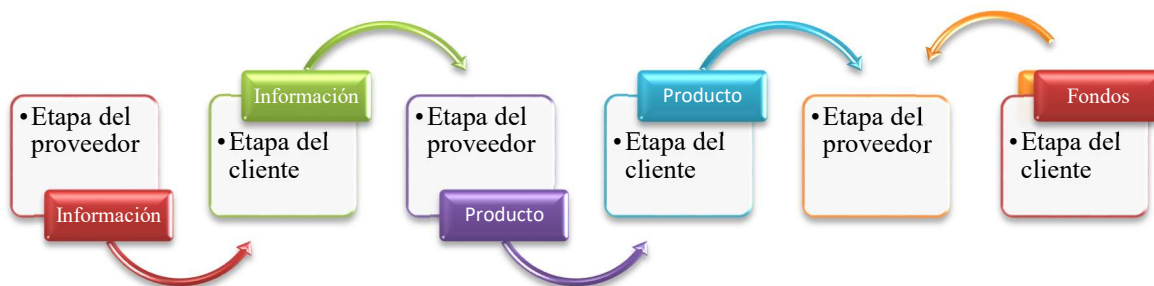 • Etapa del
proveedor
Información
Información
• Etapa del
cliente
• Etapa del
proveedor
Producto
Producto
• Etapa del
cliente
• Etapa del
proveedor
Fondos
• Etapa del
cliente